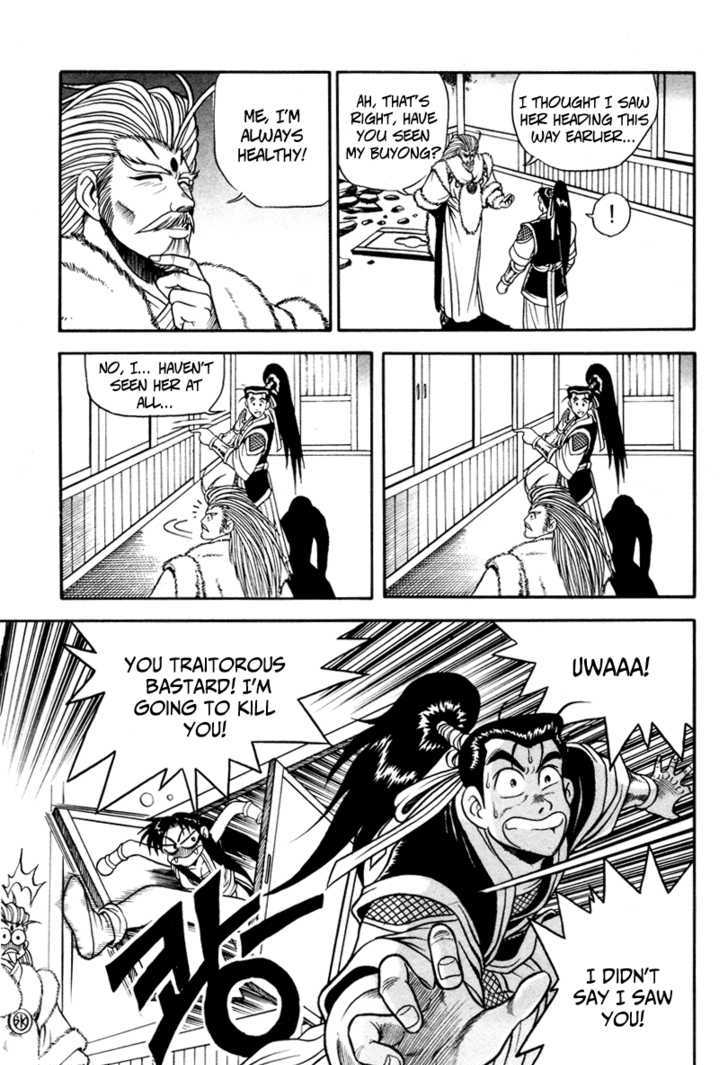 ME, I'M
ALWAYS
HEALTHY!
AH, THAT'S
RIGHT, HAVE
YOU SEEN
MY BUYONG?
I THOUGHT I SAW
HER HEADING THIS
WAY EARLIER...
!
NO, I... HAVEN'T
SEEN HER AT
ALL...
YOU TRAITOROUS
BASTARD! I'M
GOING TO KILL
YOU!
UWAAA!
쾅
I DIDN'T
SAY I SAW
YOU!